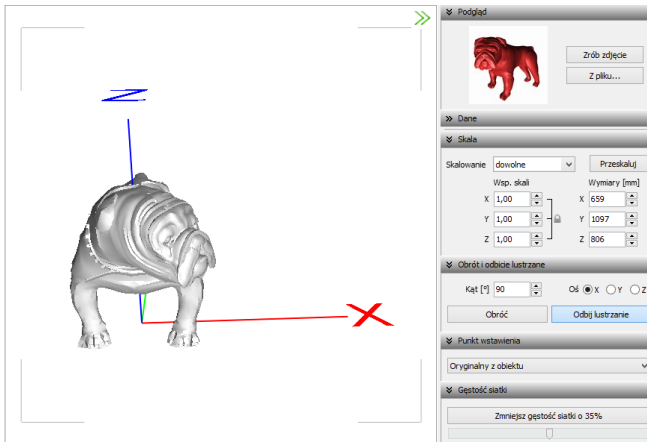 Z
X
Podgląd
Zrób zdjęcie
Z pliku...
Dane
Skala
Skalowanie dowolne Przeskaluj
Wsp. skali Wymiary [mm]
X 1,00 X 659
Y 1,00 Y 1097
Z 1,00 Z 806
Obrót i odbicie lustrzane
Kąt [°] 90 Oś X Y Z
Obróć Odbij lustrzanie
Punkt wstawienia
Oryginalny z obiektu
Gęstość siatki
Zmniejsz gęstość siatki o 35%